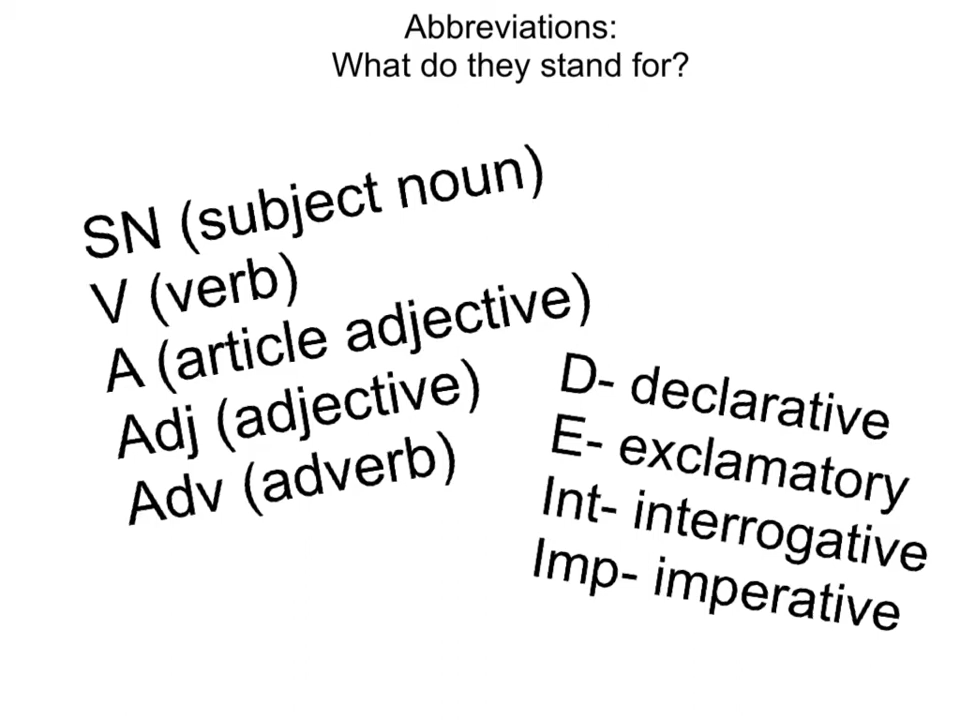 Abbreviations:
What do they stand for?
SN (subject noun)
V (verb)
A (article adjective)
Adj (adjective)
Adv (adverb)
D- declarative
E- exclamatory
Int- interrogative
Imp- imperative